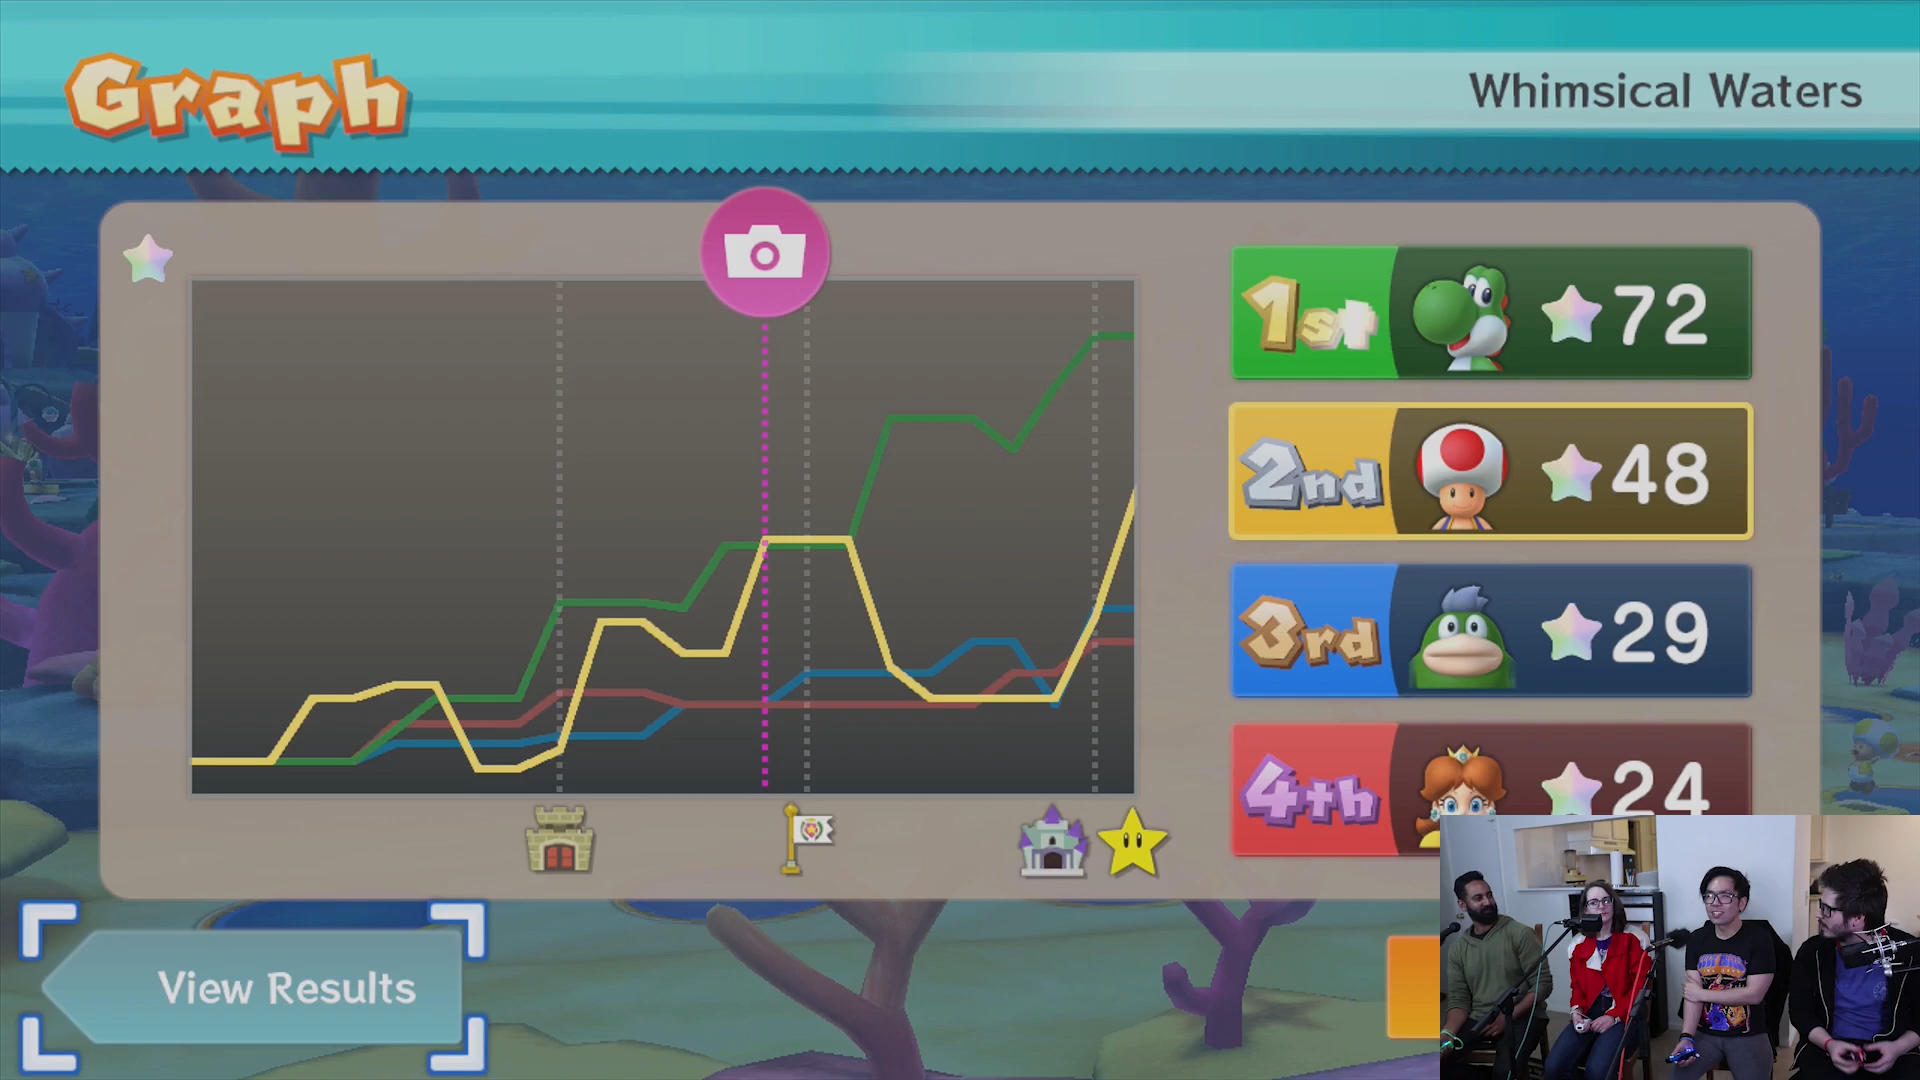 Graph
Whimsical Waters
1st 72
2nd 48
3rd 29
4th 24
View Results